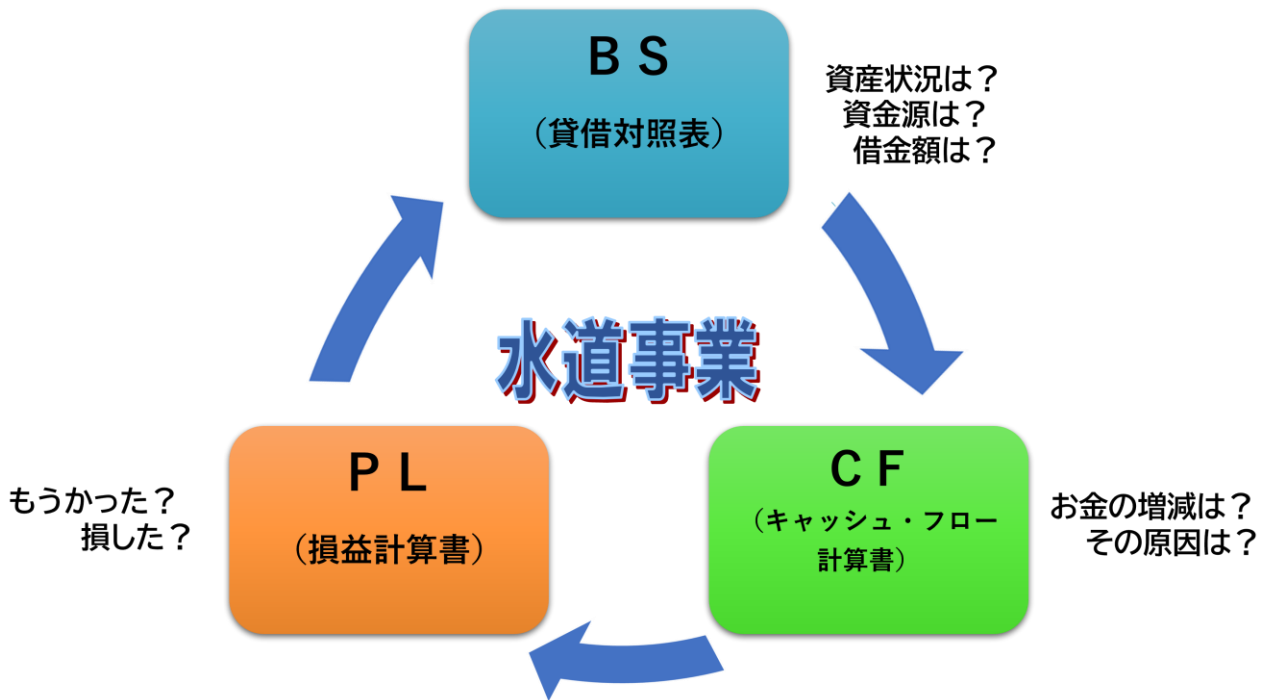 ＢＳ
（貸借対照表）
資産状況は？
資金源は？
借金額は？
水道事業
ＰＬ
（損益計算書）
もうかった？
損した？
ＣＦ
（キャッシュ・フロー
計算書）
お金の増減は？
その原因は？